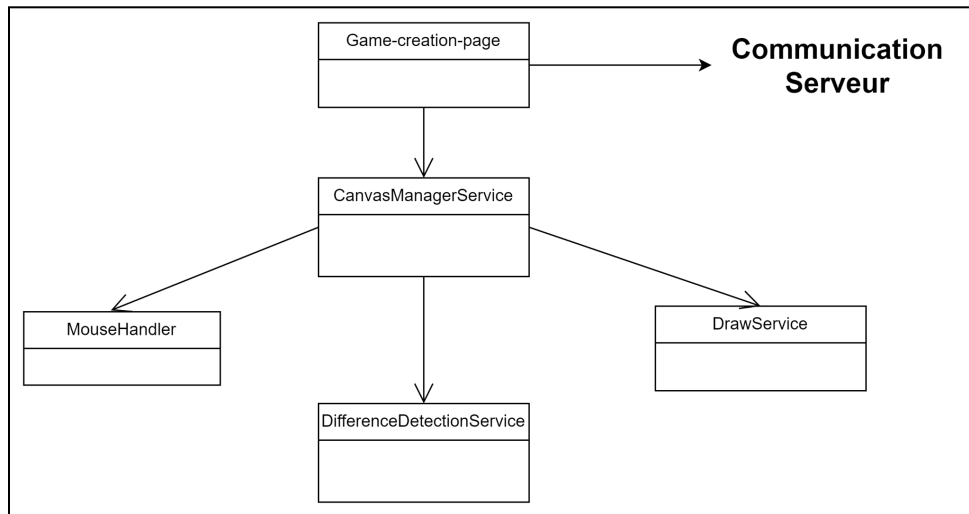 Game-creation-page
Communication
Serveur
CanvasManagerService
MouseHandler
DrawService
DifferenceDetectionService